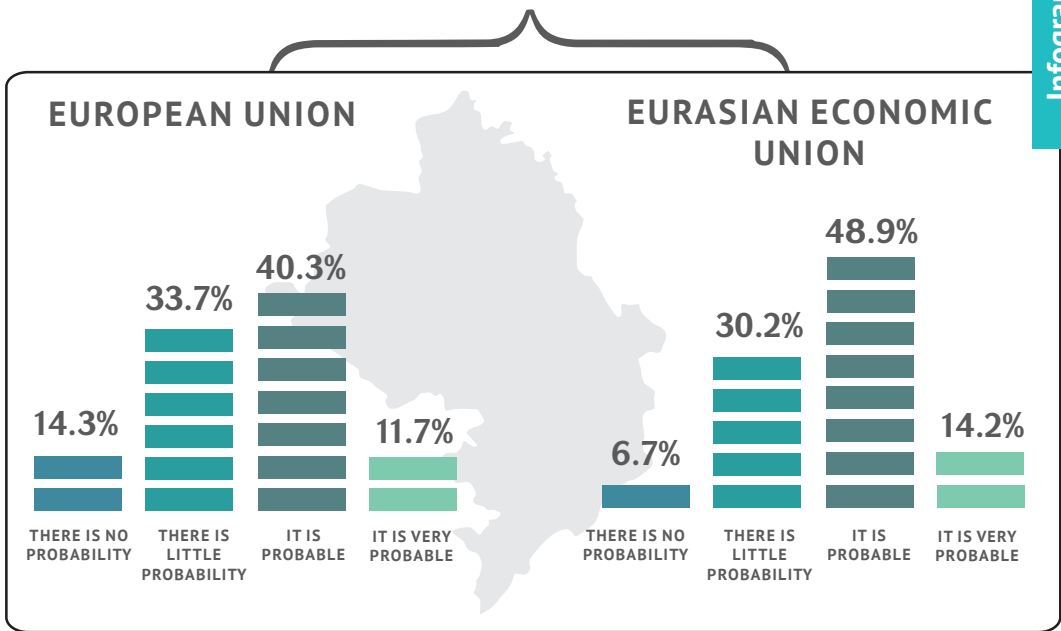 EUROPEAN UNION
EURASIAN ECONOMIC
UNION
14.3%
33.7%
40.3%
11.7%
THERE IS NO
PROBABILITY
THERE IS
LITTLE
PROBABILITY
IT IS
PROBABLE
IT IS VERY
PROBABLE
6.7%
30.2%
48.9%
14.2%
THERE IS NO
PROBABILITY
THERE IS
LITTLE
PROBABILITY
IT IS
PROBABLE
IT IS VERY
PROBABLE